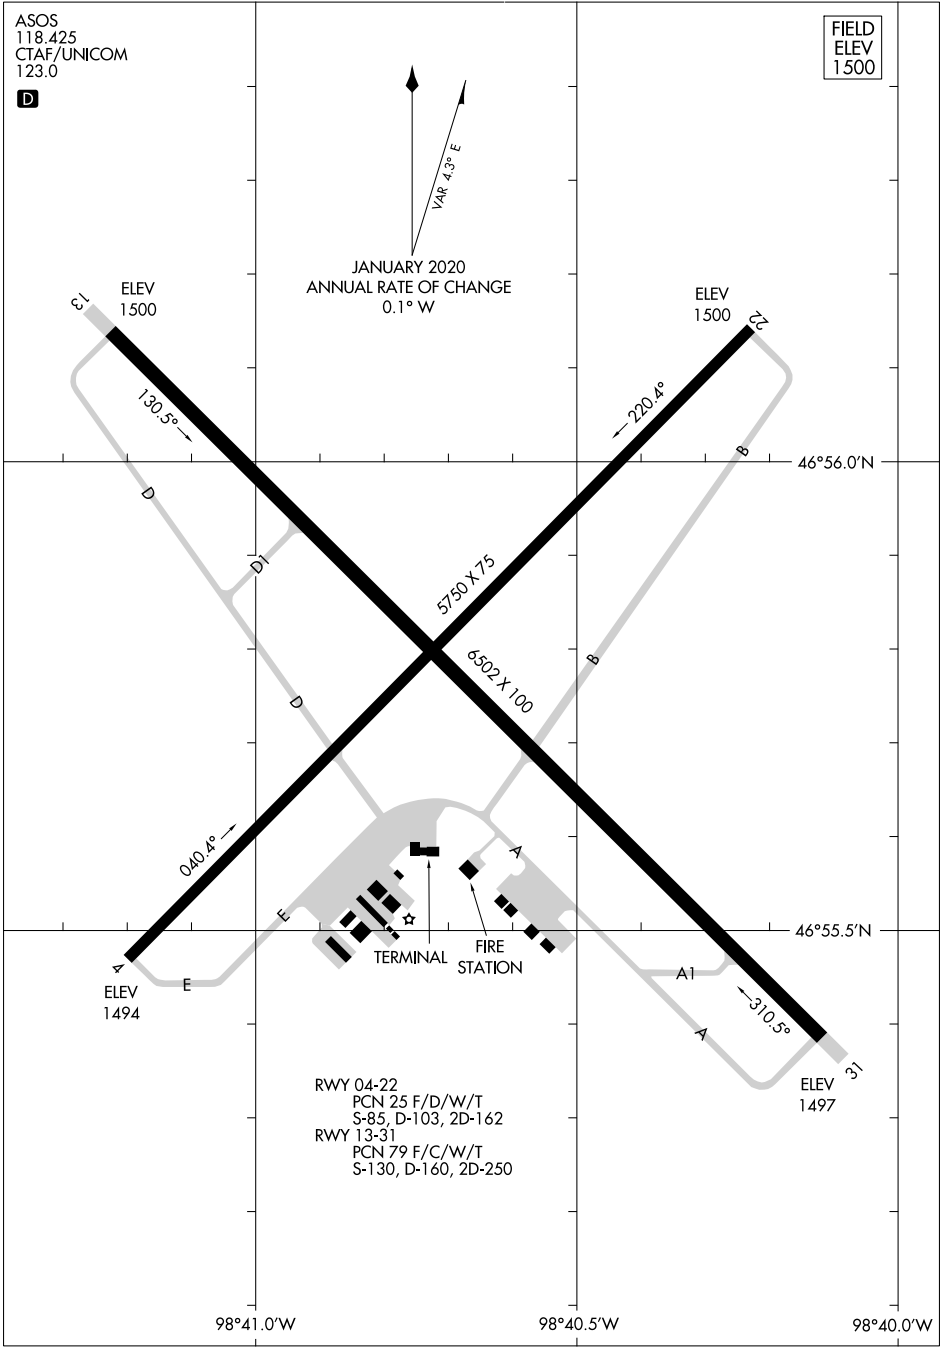 ASOS
118.425
CTAF/UNICOM
123.0
D
FIELD
ELEV
1500
VAR 4.3° E
JANUARY 2020
ANNUAL RATE OF CHANGE
0.1° W
13
ELEV
1500
ELEV
1500
22
130.5°
220.4°
B
46°56.0'N
D
D1
5750 X 75
6502 X 100
B
D
040.4°
A
E
TERMINAL
FIRE
STATION
46°55.5'N
4
E
ELEV
1494
A1
310.5°
A
31
ELEV
1497
RWY 04-22
PCN 25 F/D/W/T
S-85, D-103, 2D-162
RWY 13-31
PCN 79 F/C/W/T
S-130, D-160, 2D-250
98°41.0'W
98°40.5'W
98°40.0'W